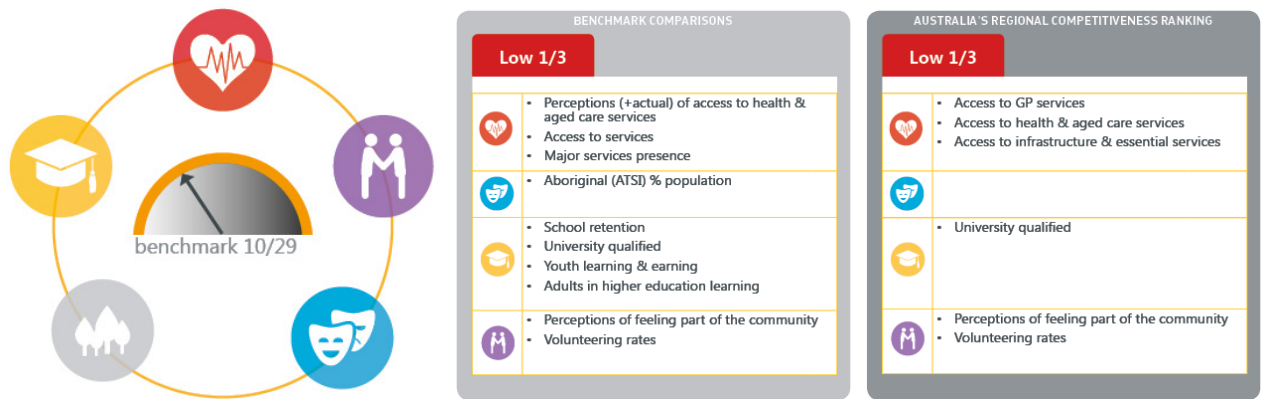 benchmark 10/29
BENCHMARK COMPARISONS
Low 1/3
• Perceptions (+actual) of access to health &
aged care services
• Access to services
• Major services presence
• Aboriginal (ATSI) % population
• School retention
• University qualified
• Youth learning & earning
• Adults in higher education learning
• Perceptions of feeling part of the community
• Volunteering rates
AUSTRALIA'S REGIONAL COMPETITIVENESS RANKING
Low 1/3
• Access to GP services
• Access to health & aged care services
• Access to infrastructure & essential services
• University qualified
• Perceptions of feeling part of the community
• Volunteering rates